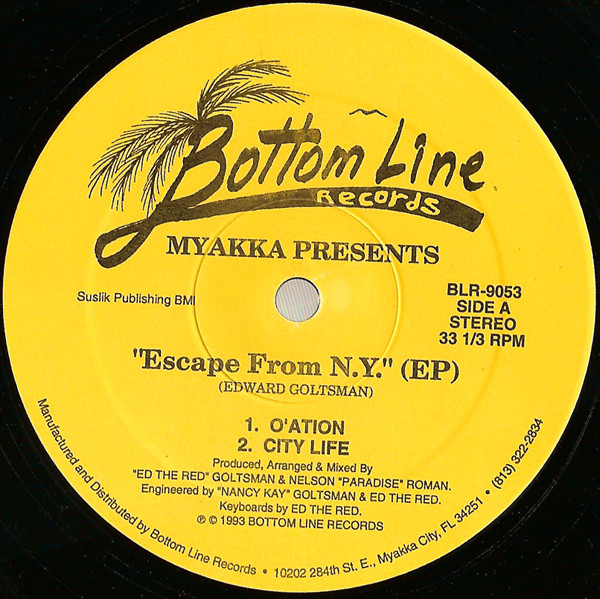 Bottom Line
Records
MYAKKA PRESENTS
Suslik Publishing BMI
BLR-9053
SIDE A
STEREO
33 1/3 RPM
"Escape From N.Y." (EP)
(EDWARD GOLTSMAN)
1. O'ATION
2. CITY LIFE
Produced, Arranged & Mixed By
"ED THE RED" GOLTSMAN & NELSON "PARADISE" ROMAN.
Engineered by "NANCY KAY" GOLTSMAN & ED THE RED.
Keyboards by ED THE RED.
℗ © 1993 BOTTOM LINE RECORDS
Manufactured and Distributed by Bottom Line Records • 10202 284th St. E., Myakka City, FL 34251 • (813) 322-2834